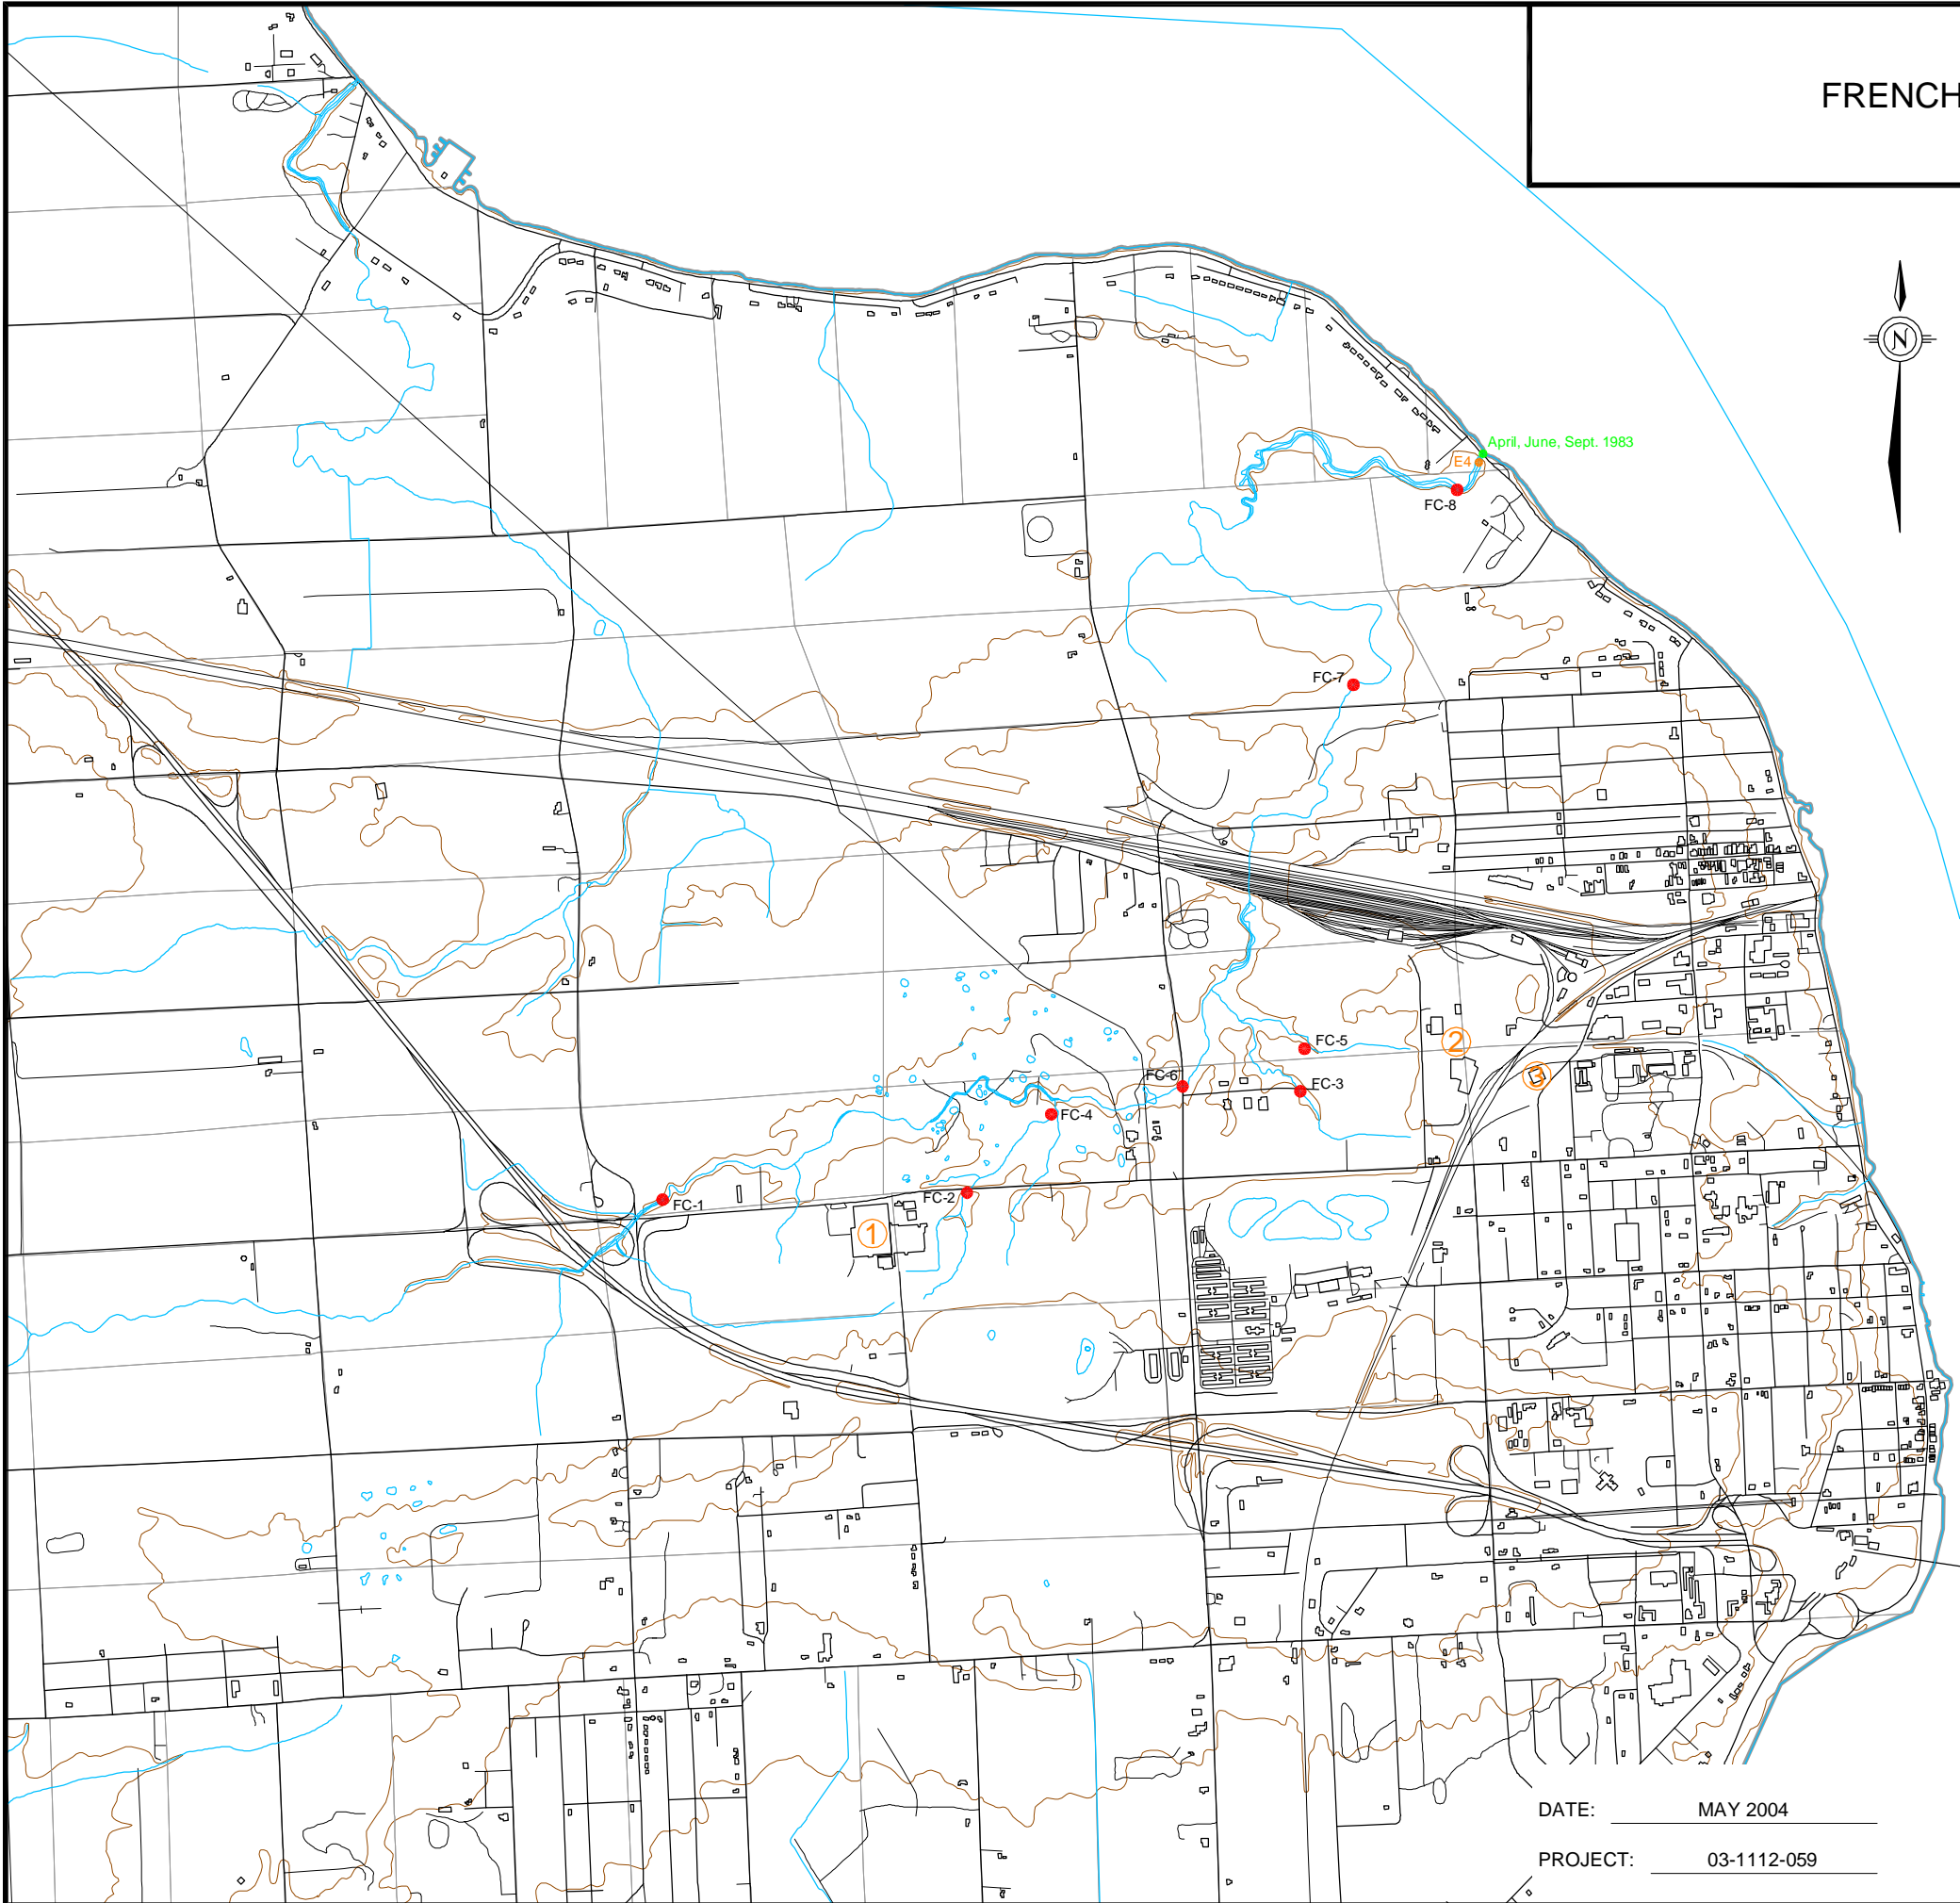 FRENCH
N
April, June, Sept. 1983
E4
FC-8
FC-7
2
FC-5
3
FC-6
FC-3
FC-4
FC-2
FC-1
1
DATE: MAY 2004
PROJECT: 03-1112-059